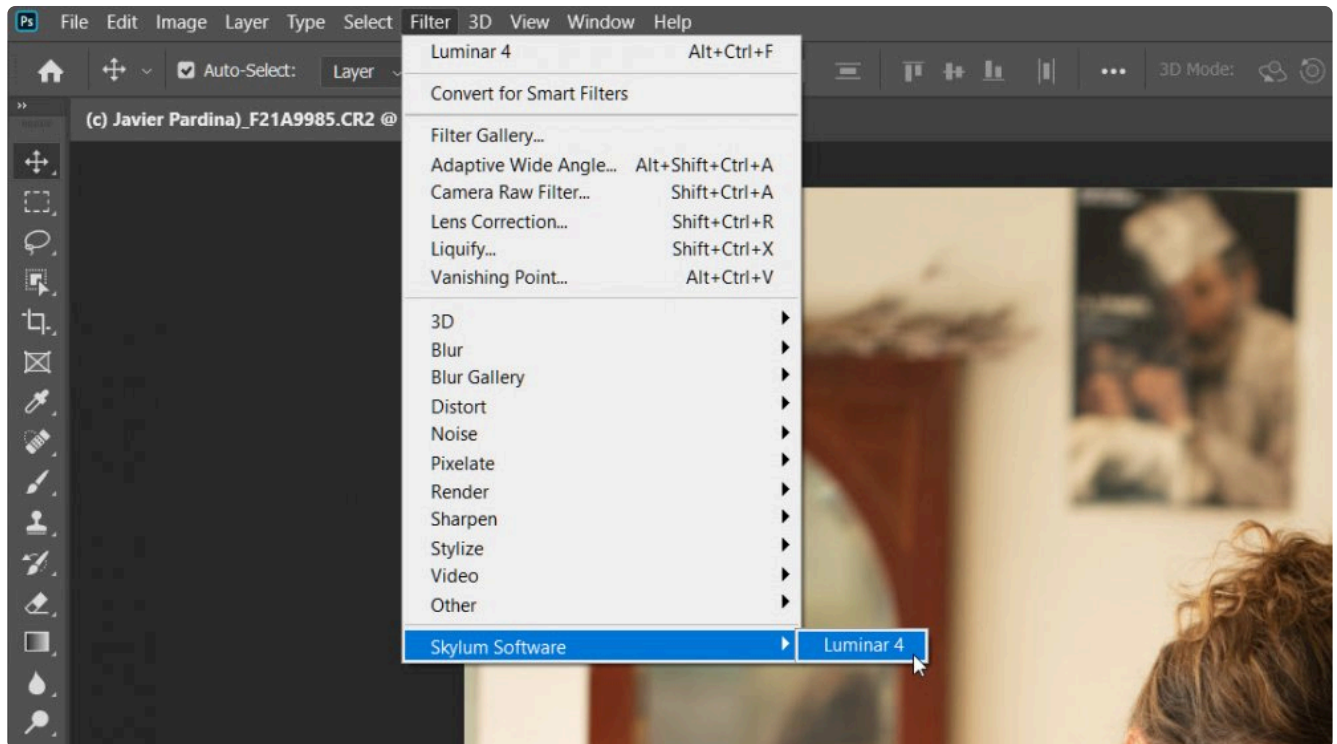 Ps File Edit Image Layer Type Select Filter 3D View Window Help
Auto-Select: Layer 3D Mode:
(c) Javier Pardina)_F21A9985.CR2 @
Luminar 4 Alt+Ctrl+F
Convert for Smart Filters
Filter Gallery...
Adaptive Wide Angle... Alt+Shift+Ctrl+A
Camera Raw Filter... Shift+Ctrl+A
Lens Correction... Shift+Ctrl+R
Liquify... Shift+Ctrl+X
Vanishing Point... Alt+Ctrl+V
3D
Blur
Blur Gallery
Distort
Noise
Pixelate
Render
Sharpen
Stylize
Video
Other
Skylum Software Luminar 4